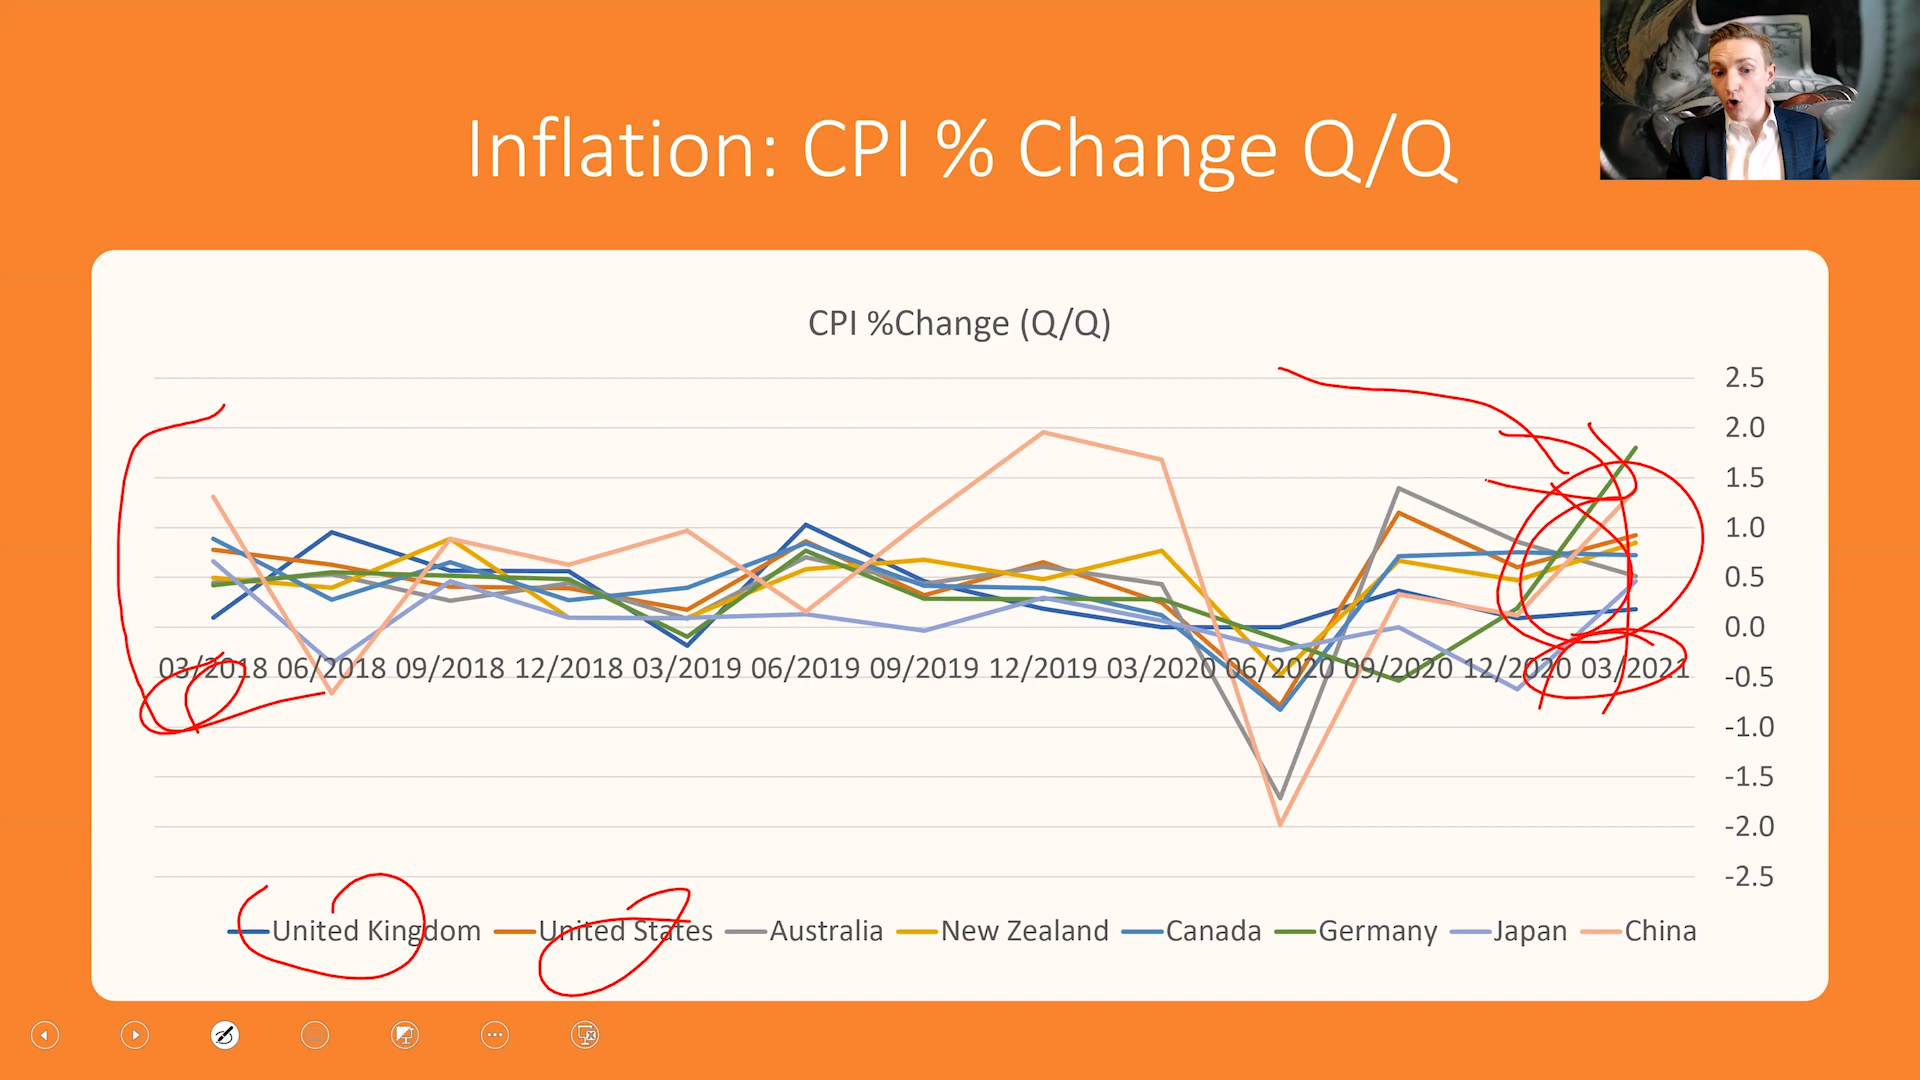 Inflation: CPI % Change Q/Q
CPI %Change (Q/Q)
2.5
2.0
1.5
1.0
0.5
0.0
03/2018 06/2018 09/2018 12/2018 03/2019 06/2019 09/2019 12/2019 03/2020 06/2020 09/2020 12/2020 03/2021
-0.5
-1.0
-1.5
-2.0
-2.5
United Kingdom United States Australia New Zealand Canada Germany Japan China